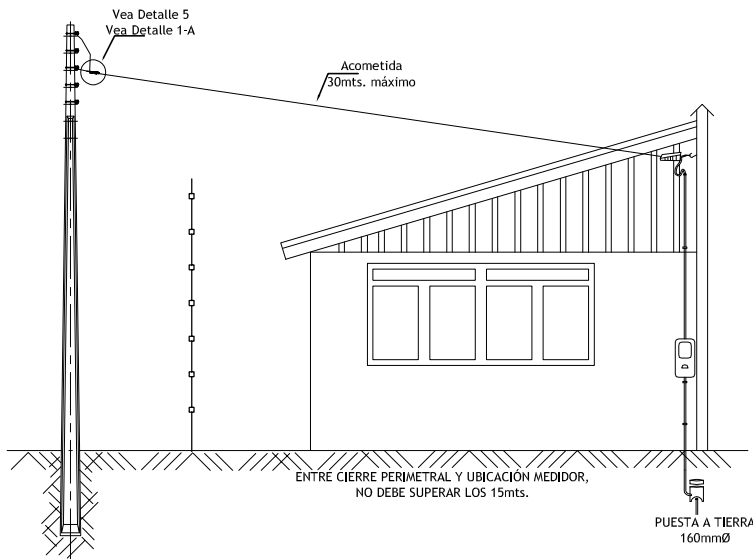 Vea Detalle 5
Vea Detalle 1-A
Acometida
30mts. máximo
ENTRE CIERRE PERIMETRAL Y UBICACIÓN MEDIDOR,
NO DEBE SUPERAR LOS 15mts.
PUESTA A TIERRA
160mmØ